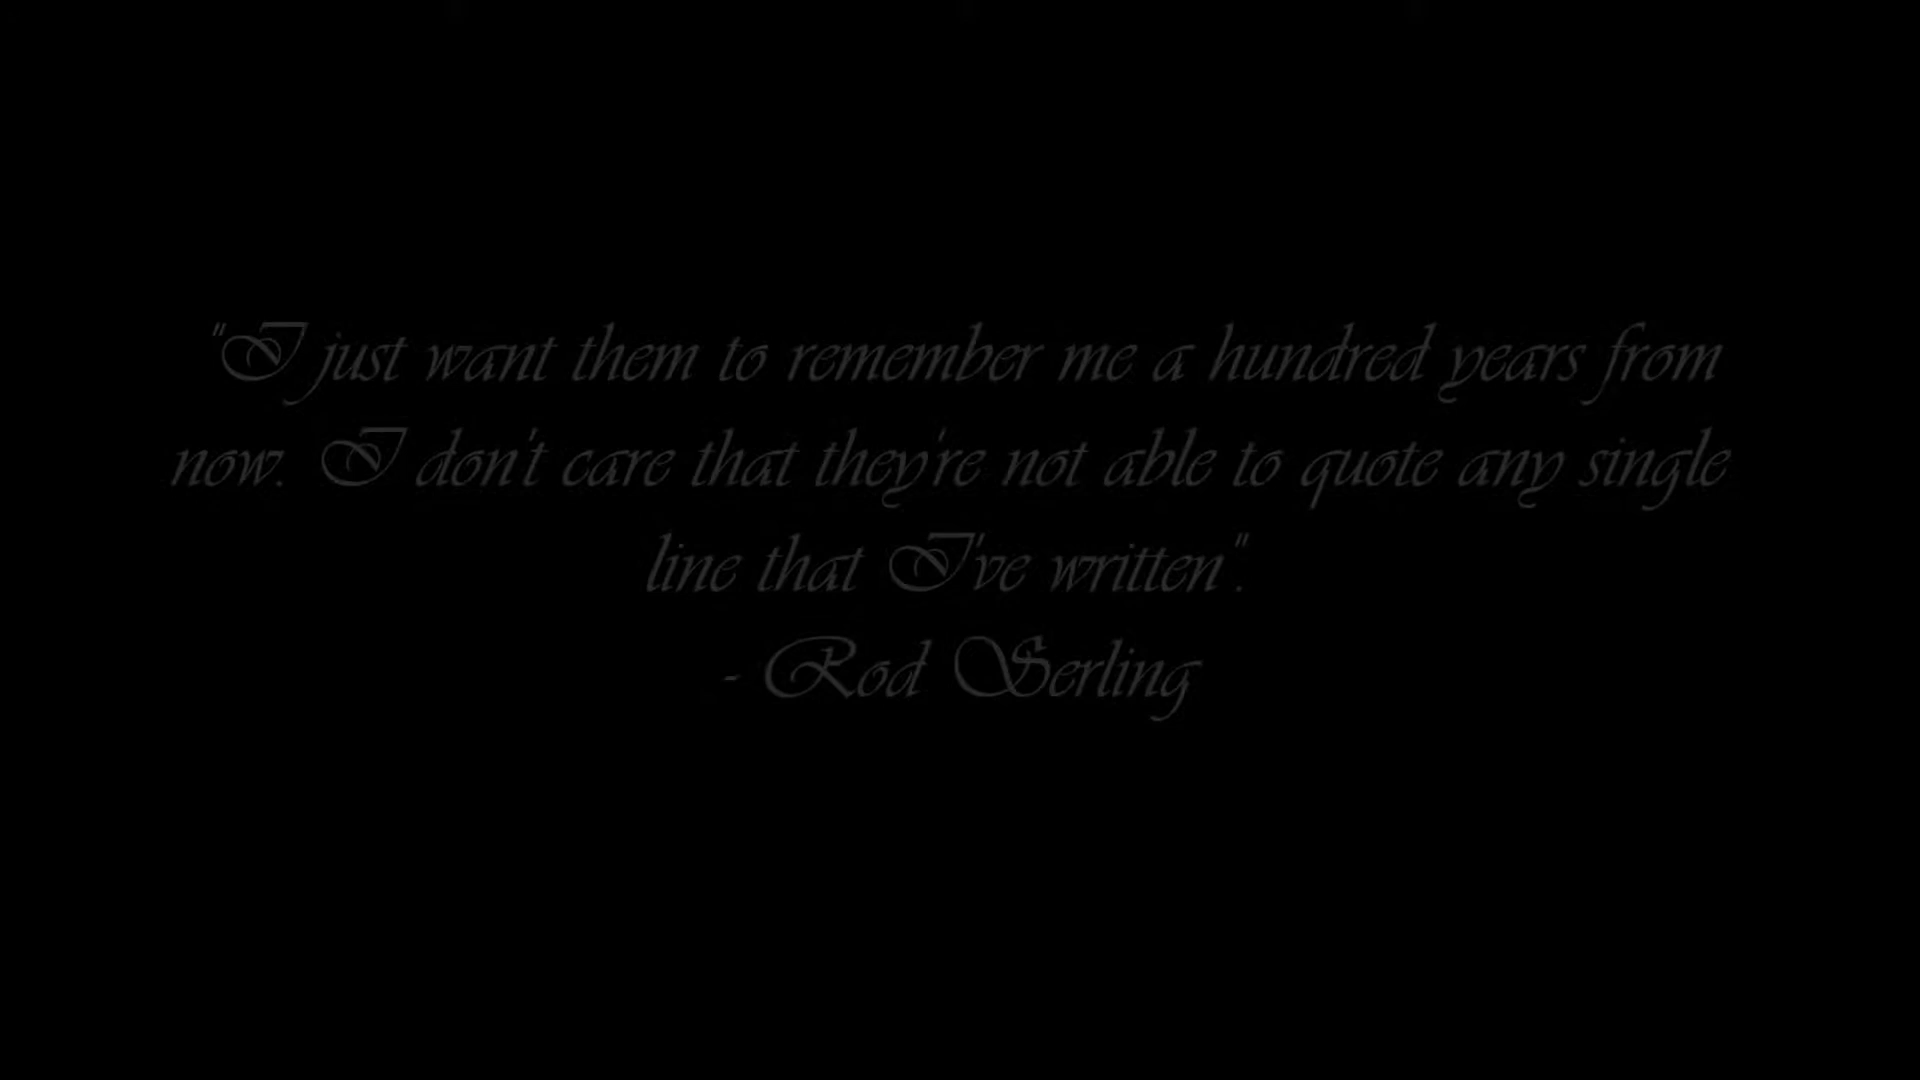 "I just want them to remember me a hundred years from
now. I don't care that they're not able to quote any single
line that I've written".
- Rod Serling